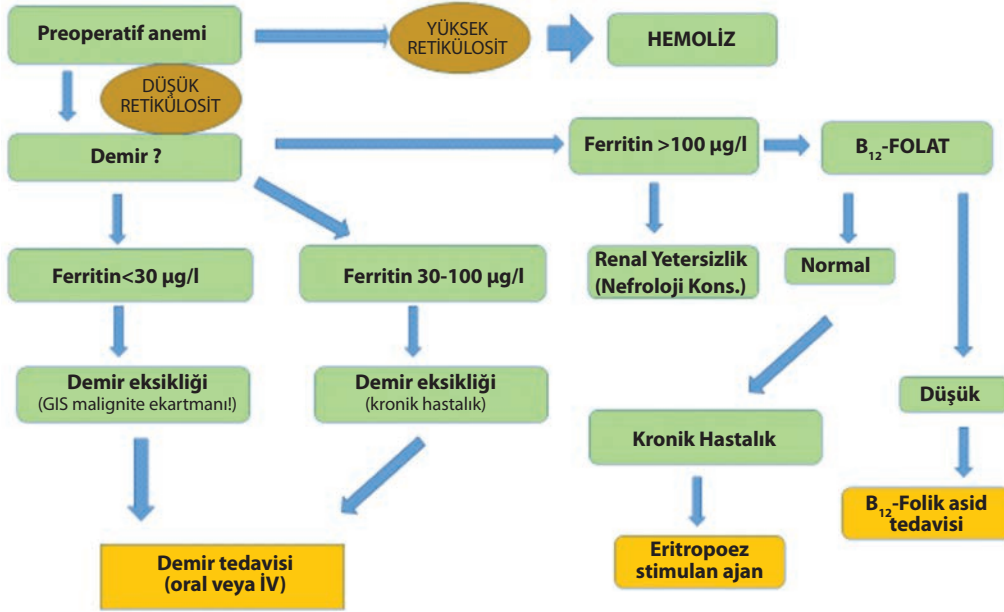 Preoperatif anemi
YÜKSEK
RETİKÜLOSİT
HEMOLİZ
DÜŞÜK
RETİKÜLOSİT
Demir ?
Ferritin >100 µg/l
B₁₂-FOLAT
Ferritin<30 µg/l
Ferritin 30-100 µg/l
Renal Yetersizlik
(Nefroloji Kons.)
Normal
Demir eksikliği
(GIS malignite ekartmanı!)
Demir eksikliği
(kronik hastalık)
Kronik Hastalık
Düşük
Demir tedavisi
(oral veya İV)
Eritropoez
stimulan ajan
B₁₂-Folik asid
tedavisi